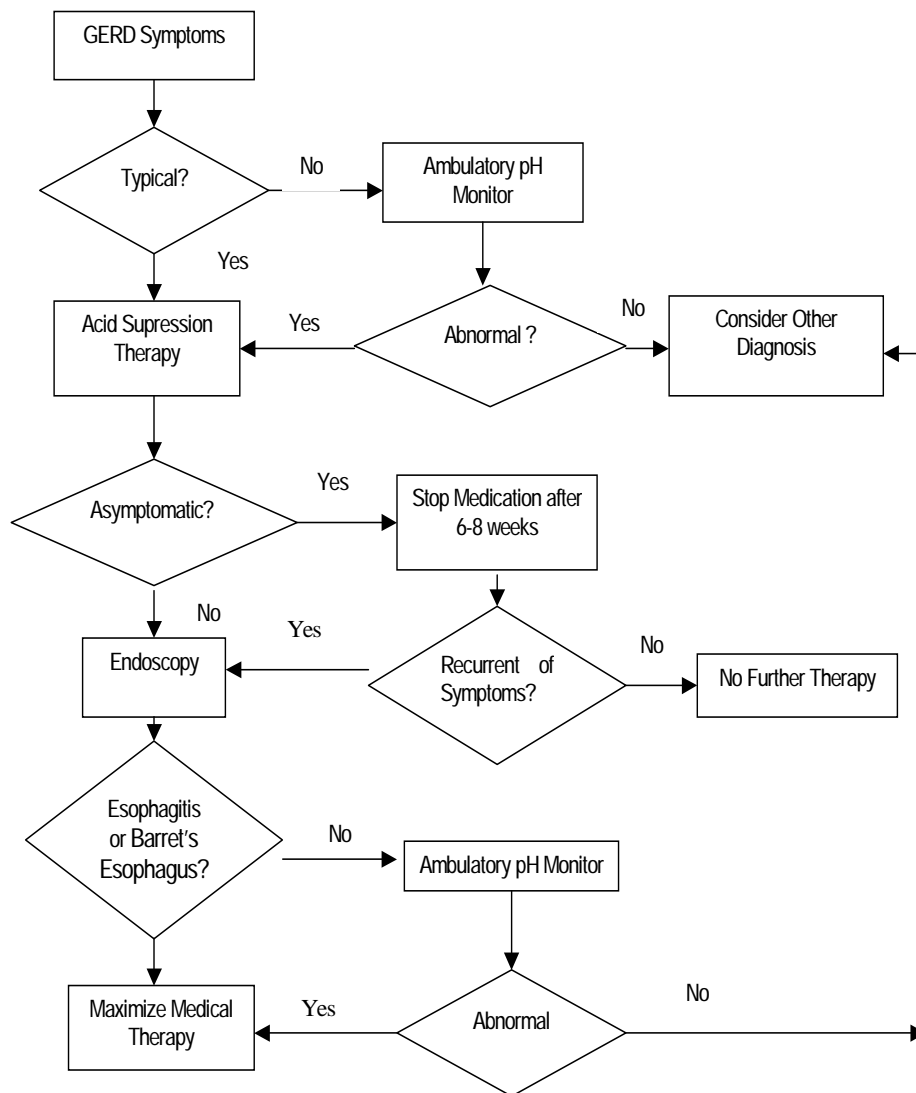 GERD Symptoms
Typical?
No
Ambulatory pH
Monitor
Yes
Acid Supression
Therapy
Yes
Abnormal ?
No
Consider Other
Diagnosis
Asymptomatic?
Yes
Stop Medication after
6-8 weeks
No
Endoscopy
Yes
Recurrent of
Symptoms?
No
No Further Therapy
Esophagitis
or Barret's
Esophagus?
No
Ambulatory pH Monitor
Maximize Medical
Therapy
Yes
Abnormal
No